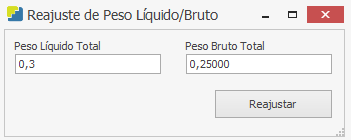 Reajuste de Peso Líquido/Bruto
Peso Líquido Total Peso Bruto Total
0,3 0,25000
Reajustar